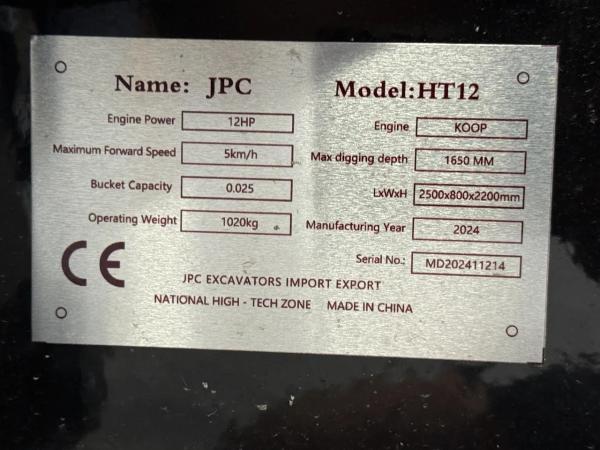 Name: JPC
Engine Power 12HP
Maximum Forward Speed 5km/h
Bucket Capacity 0.025
Operating Weight 1020kg
Model:HT12
Engine KOOP
Max digging depth 1650 MM
LxWxH 2500x800x2200mm
Manufacturing Year 2024
Serial No.: MD202411214
CE
JPC EXCAVATORS IMPORT EXPORT
NATIONAL HIGH - TECH ZONE MADE IN CHINA